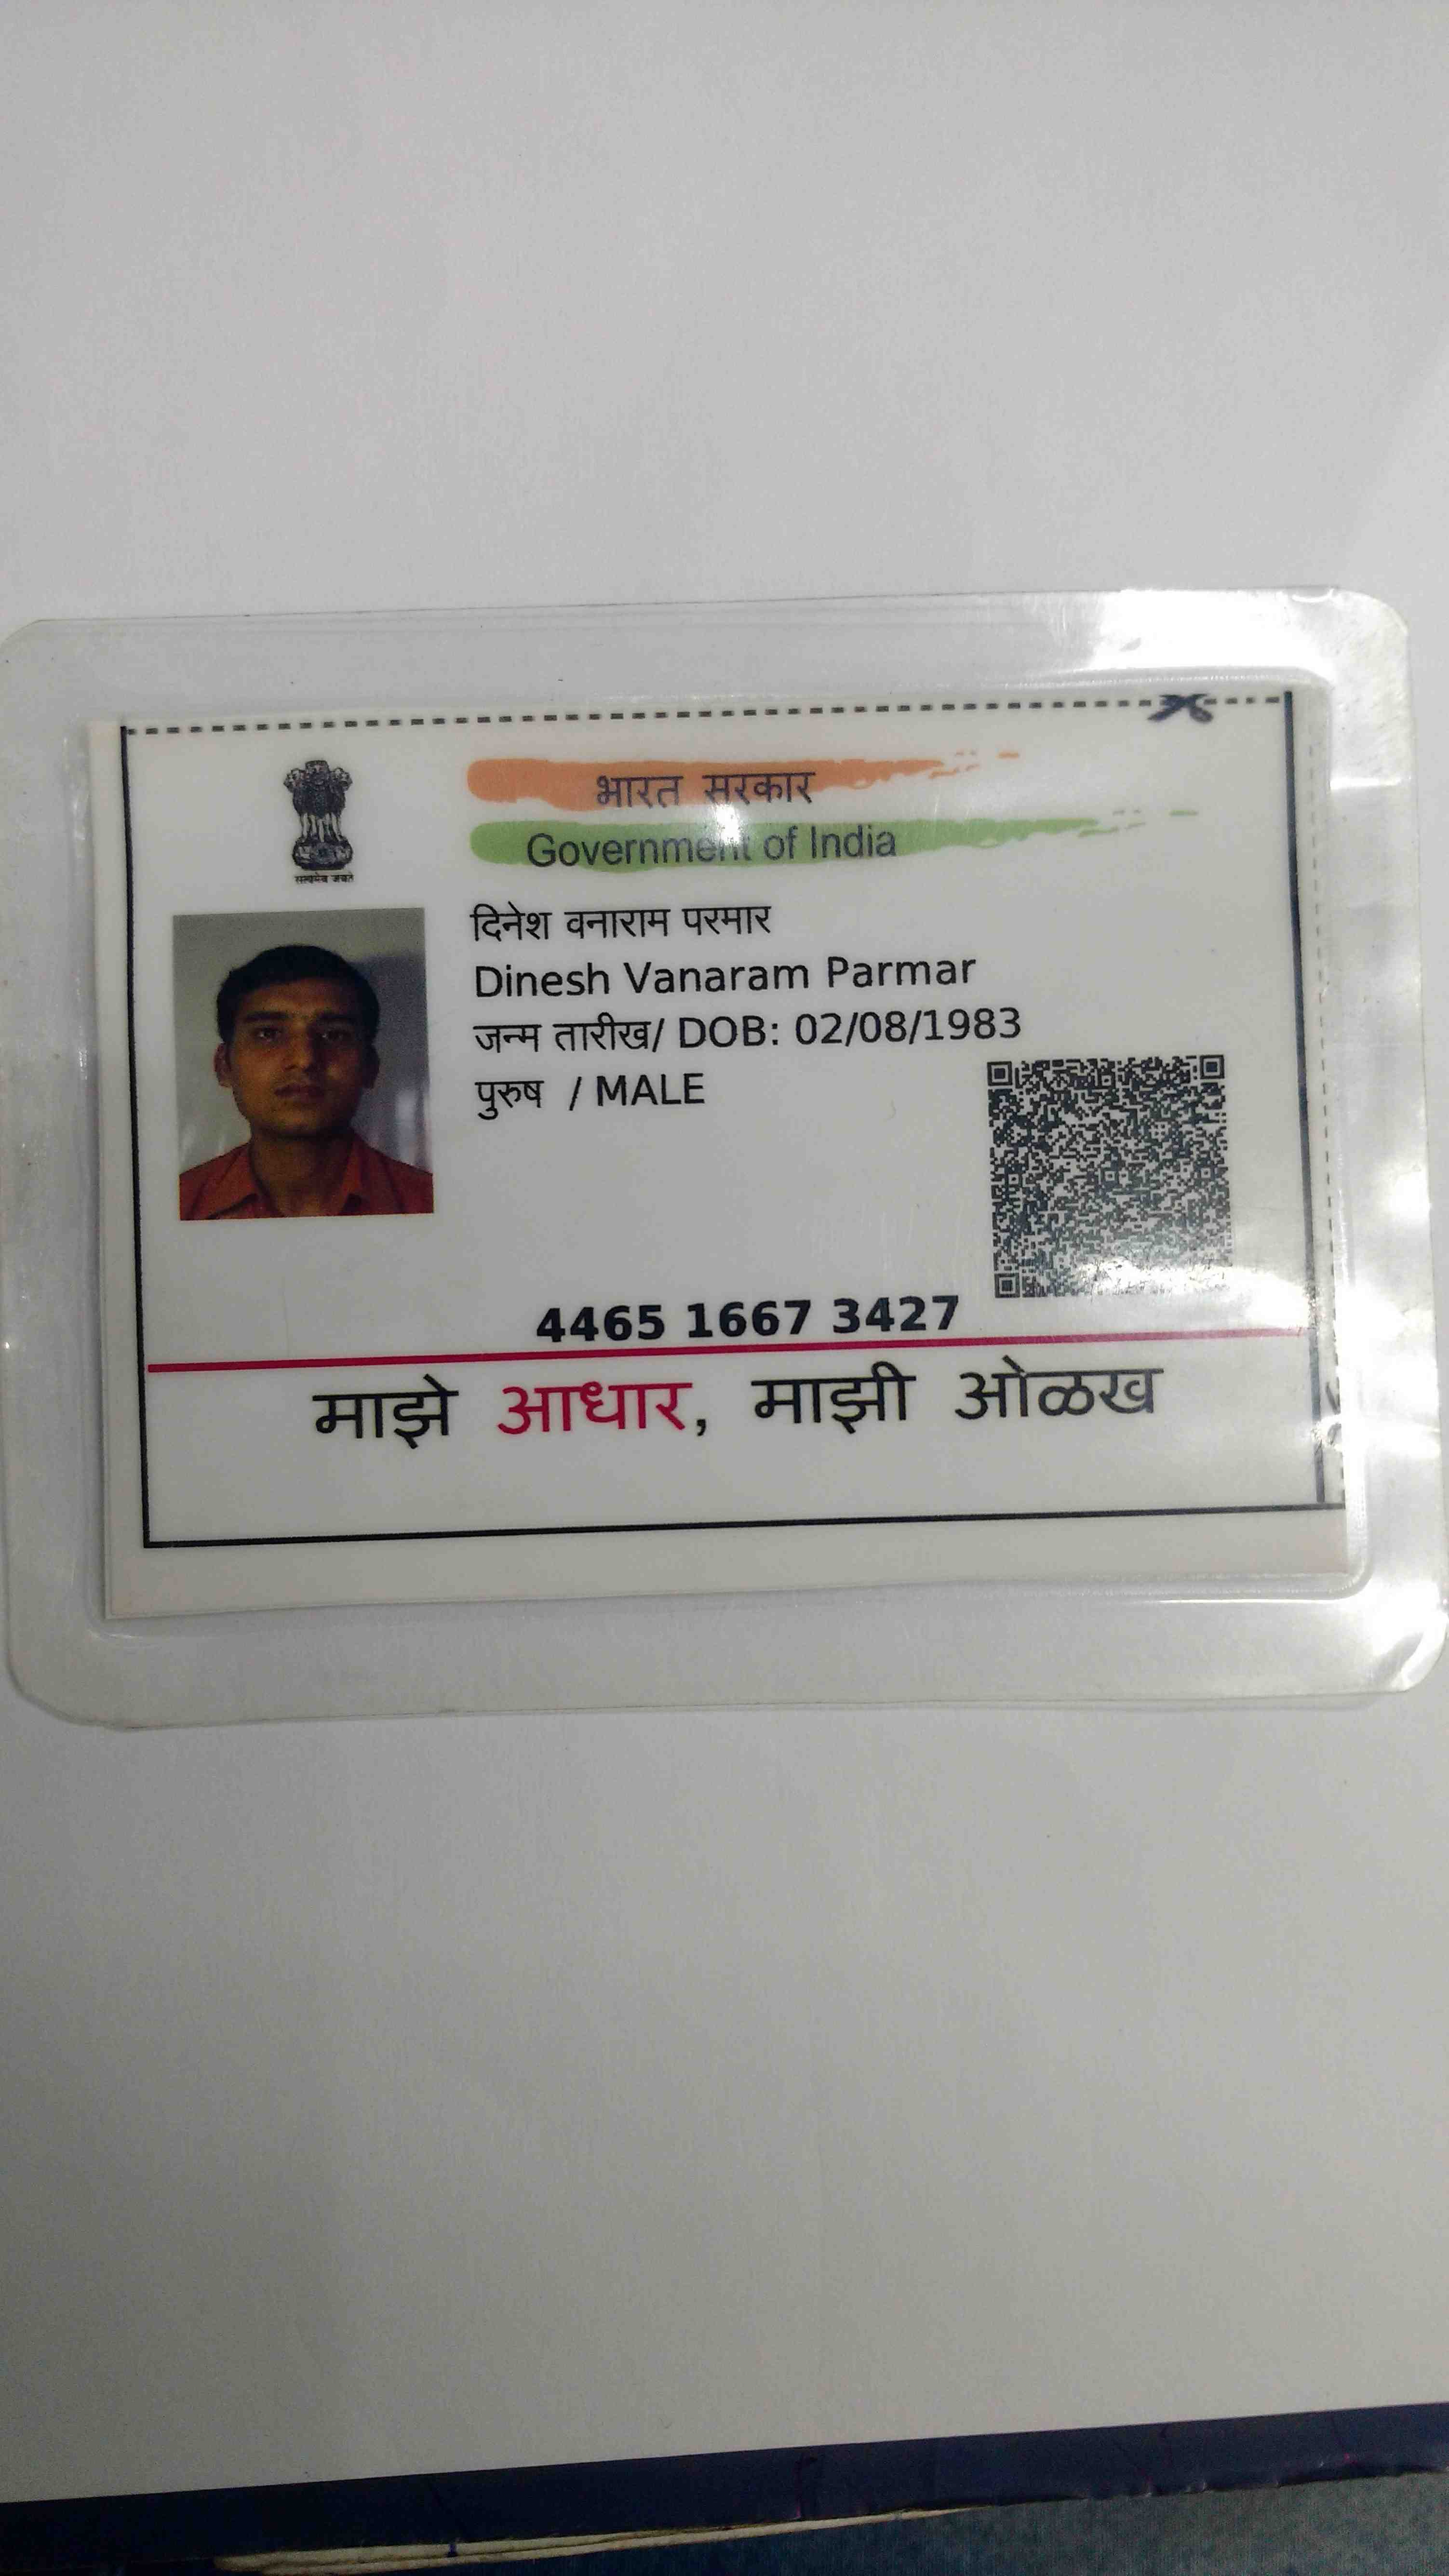 भारत सरकार
Government of India
सत्यमेव जयते
दिनेश वनाराम परमार
Dinesh Vanaram Parmar
जन्म तारीख/ DOB: 02/08/1983
पुरुष / MALE
4465 1667 3427
माझे आधार, माझी ओळख